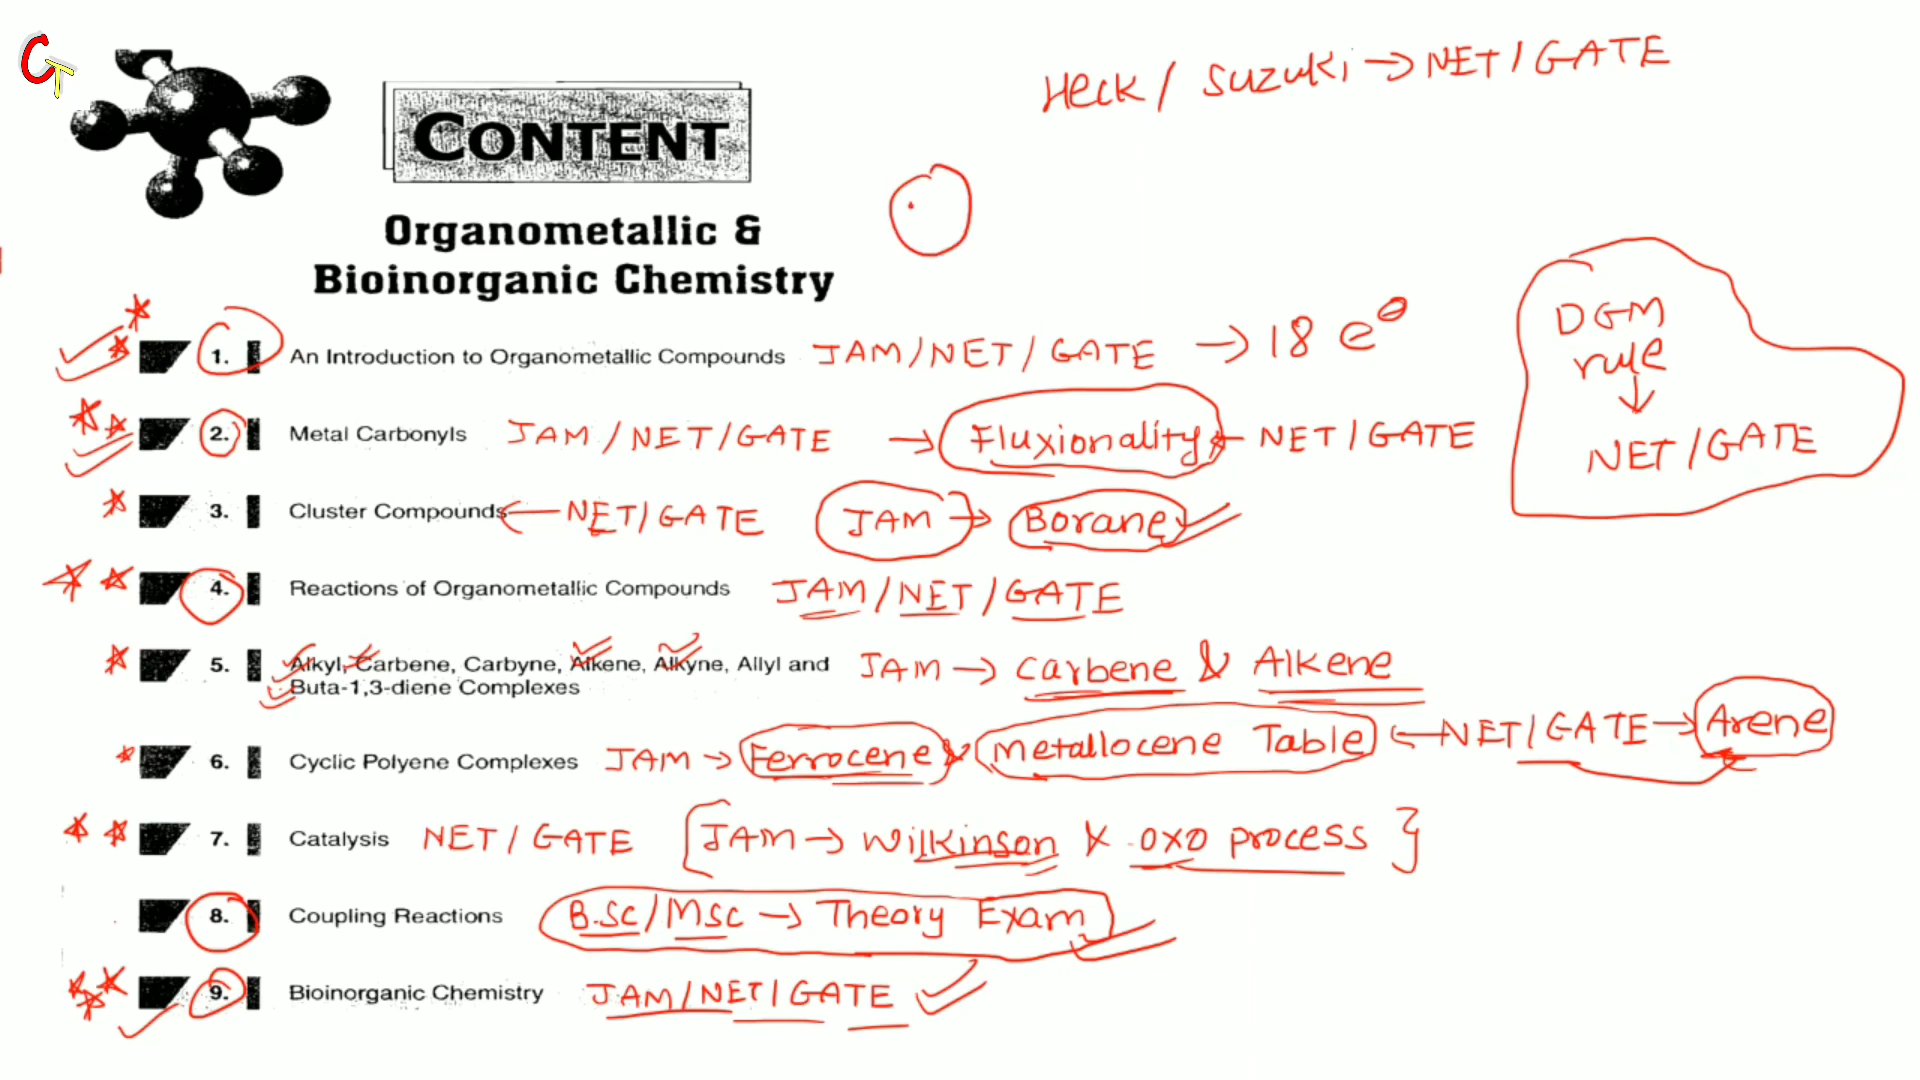 CT
Heck / Suzuki → NET / GATE
CONTENT
Organometallic &
Bioinorganic Chemistry
1. An Introduction to Organometallic Compounds JAM/NET/GATE → 18 e⊖
DGM
rule
↓
NET/GATE
2. Metal Carbonyls JAM/NET/GATE → Fluxionality ← NET/GATE
3. Cluster Compounds ← NET/GATE JAM → Borane
4. Reactions of Organometallic Compounds JAM/NET/GATE
5. Alkyl, Carbene, Carbyne, Alkene, Alkyne, Allyl and
Buta-1,3-diene Complexes
JAM → Carbene & Alkene
6. Cyclic Polyene Complexes JAM → Ferrocene & Metallocene Table ← NET/GATE → Arene
7. Catalysis NET/GATE [JAM → Wilkinson & OXO process}
8. Coupling Reactions B.Sc/MSc → Theory Exam
9. Bioinorganic Chemistry JAM/NET/GATE